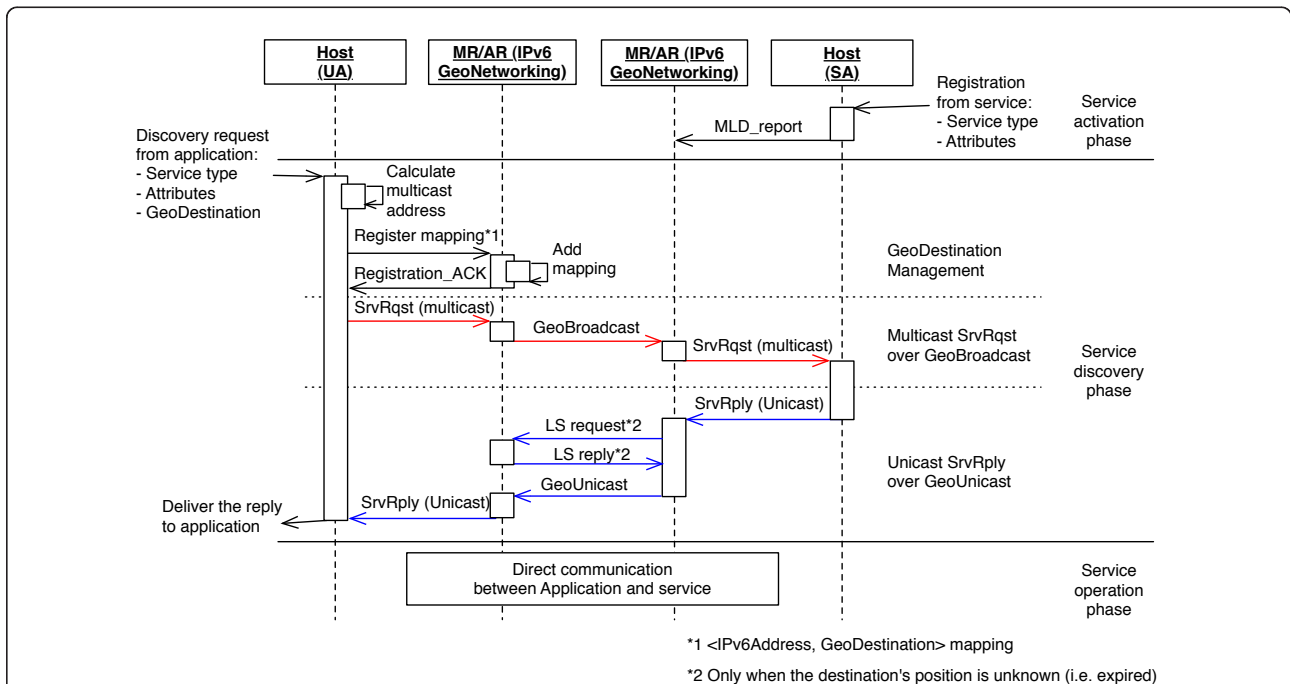 Host
(UA)
MR/AR (IPv6
GeoNetworking)
MR/AR (IPv6
GeoNetworking)
Host
(SA)
Registration
from service:
- Service type
- Attributes
Service
activation
phase
MLD_report
Discovery request
from application:
- Service type
- Attributes
- GeoDestination
Calculate
multicast
address
Register mapping*1
Add
mapping
Registration_ACK
GeoDestination
Management
SrvRqst (multicast)
GeoBroadcast
SrvRqst (multicast)
Multicast SrvRqst
over GeoBroadcast
Service
discovery
phase
SrvRply (Unicast)
LS request*2
LS reply*2
GeoUnicast
SrvRply (Unicast)
Unicast SrvRply
over GeoUnicast
Deliver the reply
to application
Direct communication
between Application and service
Service
operation
phase
*1 <IPv6Address, GeoDestination> mapping
*2 Only when the destination's position is unknown (i.e. expired)